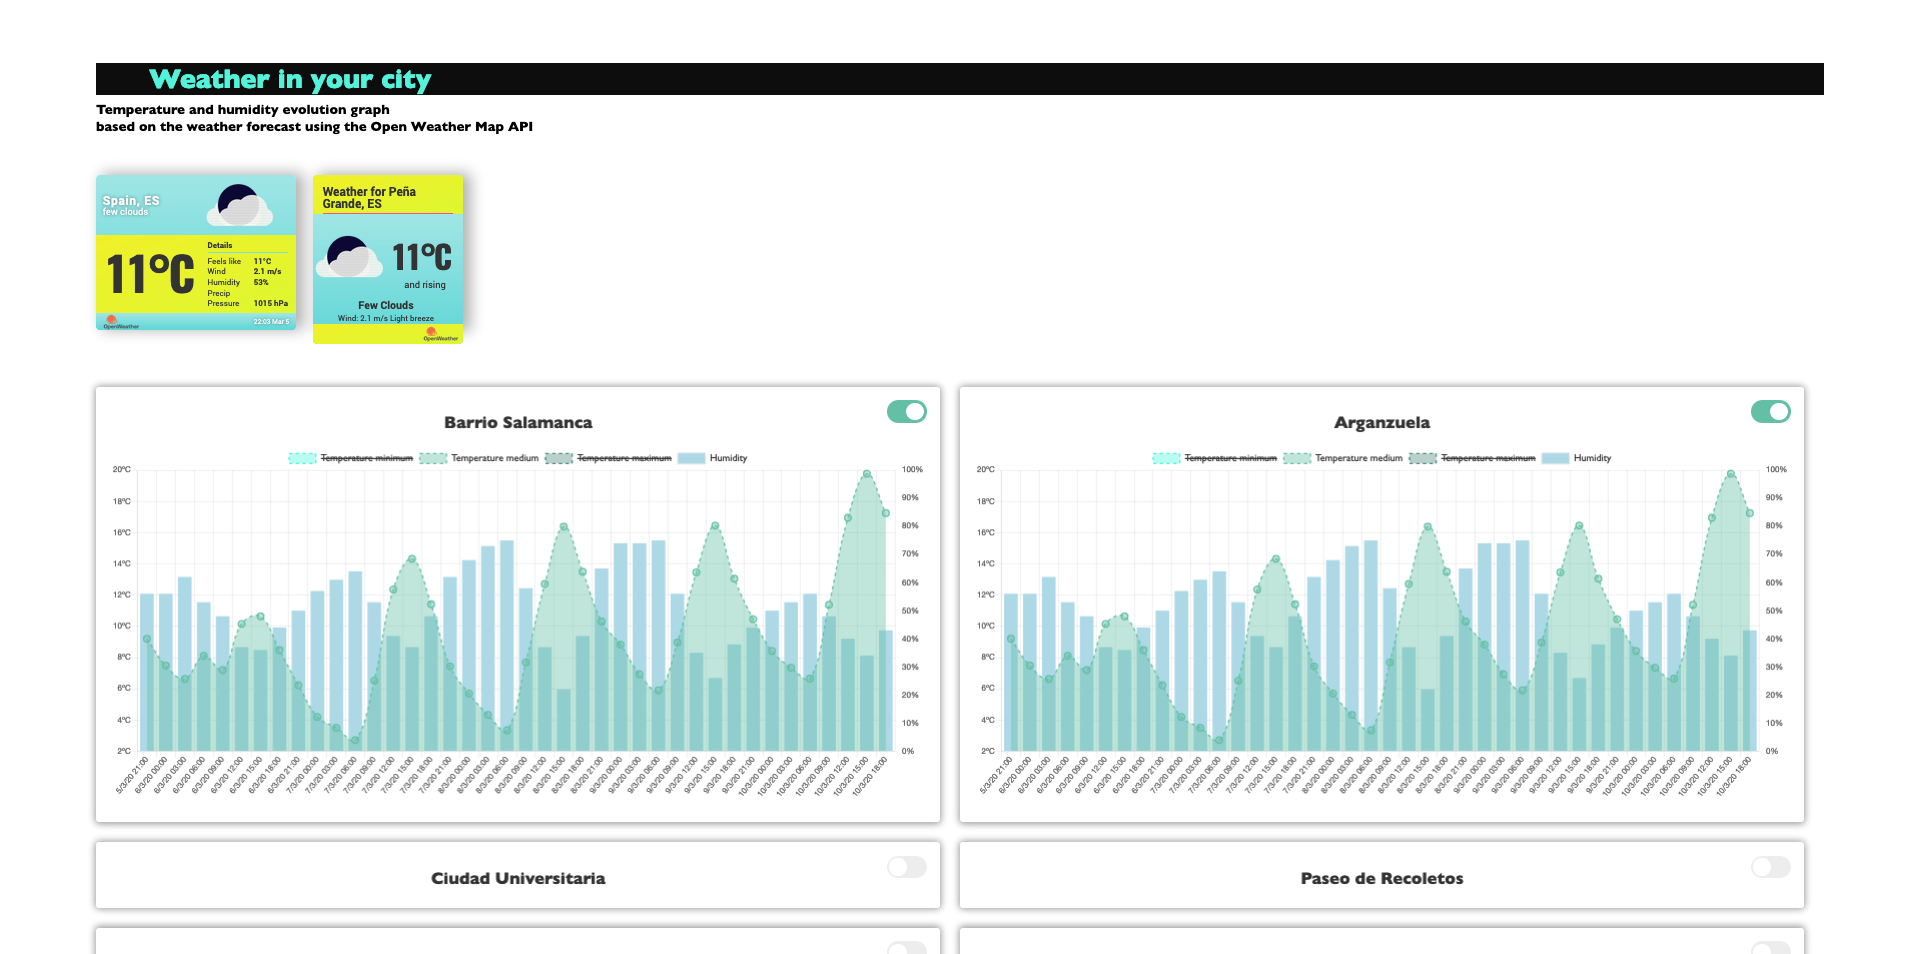 Weather in your city
Temperature and humidity evolution graph
based on the weather forecast using the Open Weather Map API
Spain, ES
few clouds
11°C
Details
Feels like 11°C
Wind 2.1 m/s
Humidity 53%
Precip
Pressure 1015 hPa
OpenWeather
22:03 Mar 5
Weather for Peña
Grande, ES
11°C
and rising
Few Clouds
Wind: 2.1 m/s Light breeze
OpenWeather
Barrio Salamanca
Temperature minimum Temperature medium Temperature maximum Humidity
20ºC
18ºC
16ºC
14ºC
12ºC
10ºC
8ºC
6ºC
4ºC
2ºC
100%
90%
80%
70%
60%
50%
40%
30%
20%
10%
0%
5/3/20 21:00
6/3/20 00:00
6/3/20 03:00
6/3/20 06:00
6/3/20 09:00
6/3/20 12:00
6/3/20 15:00
6/3/20 18:00
6/3/20 21:00
7/3/20 00:00
7/3/20 03:00
7/3/20 06:00
7/3/20 09:00
7/3/20 12:00
7/3/20 15:00
7/3/20 18:00
7/3/20 21:00
8/3/20 00:00
8/3/20 03:00
8/3/20 06:00
8/3/20 09:00
8/3/20 12:00
8/3/20 15:00
8/3/20 18:00
8/3/20 21:00
9/3/20 00:00
9/3/20 03:00
9/3/20 06:00
9/3/20 09:00
9/3/20 12:00
9/3/20 15:00
9/3/20 18:00
9/3/20 21:00
10/3/20 00:00
10/3/20 03:00
10/3/20 06:00
10/3/20 09:00
10/3/20 12:00
10/3/20 15:00
10/3/20 18:00
Arganzuela
Temperature minimum Temperature medium Temperature maximum Humidity
20ºC
18ºC
16ºC
14ºC
12ºC
10ºC
8ºC
6ºC
4ºC
2ºC
100%
90%
80%
70%
60%
50%
40%
30%
20%
10%
0%
5/3/20 21:00
6/3/20 00:00
6/3/20 03:00
6/3/20 06:00
6/3/20 09:00
6/3/20 12:00
6/3/20 15:00
6/3/20 18:00
6/3/20 21:00
7/3/20 00:00
7/3/20 03:00
7/3/20 06:00
7/3/20 09:00
7/3/20 12:00
7/3/20 15:00
7/3/20 18:00
7/3/20 21:00
8/3/20 00:00
8/3/20 03:00
8/3/20 06:00
8/3/20 09:00
8/3/20 12:00
8/3/20 15:00
8/3/20 18:00
8/3/20 21:00
9/3/20 00:00
9/3/20 03:00
9/3/20 06:00
9/3/20 09:00
9/3/20 12:00
9/3/20 15:00
9/3/20 18:00
9/3/20 21:00
10/3/20 00:00
10/3/20 03:00
10/3/20 06:00
10/3/20 09:00
10/3/20 12:00
10/3/20 15:00
10/3/20 18:00
Ciudad Universitaria
Paseo de Recoletos